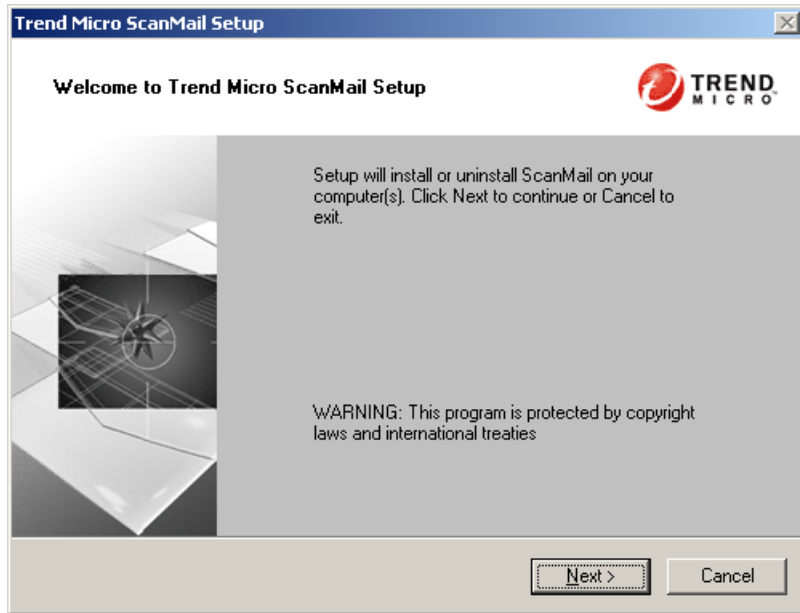 Trend Micro ScanMail Setup
Welcome to Trend Micro ScanMail Setup
TREND
MICRO
Setup will install or uninstall ScanMail on your
computer(s). Click Next to continue or Cancel to
exit.
WARNING: This program is protected by copyright
laws and international treaties
Next >
Cancel